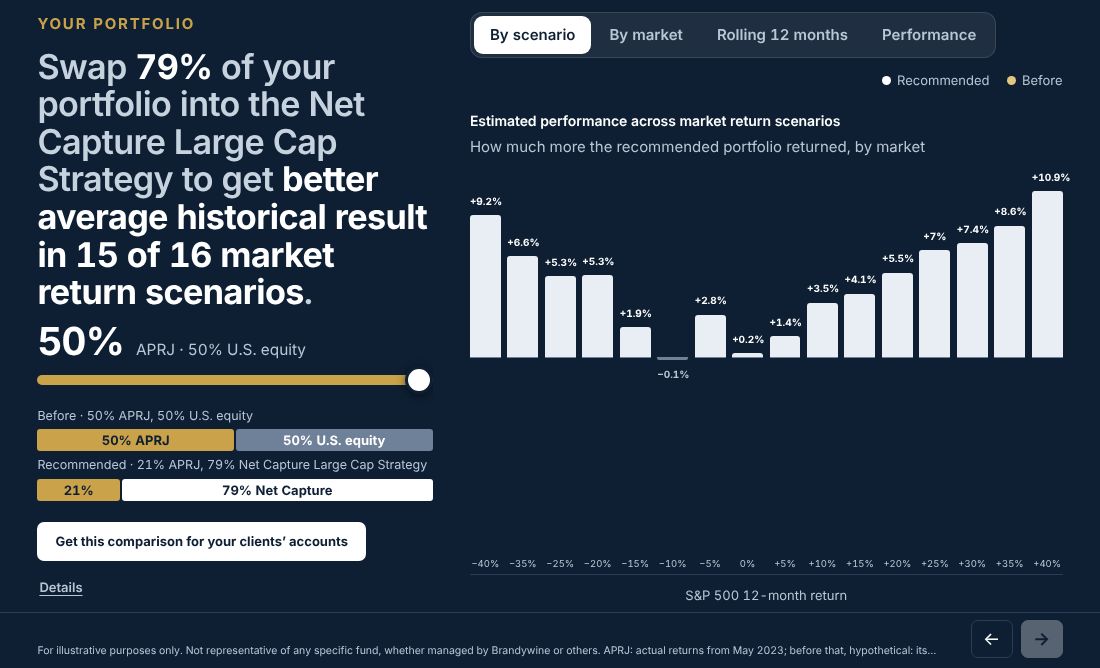 YOUR PORTFOLIO
Swap 79% of your
portfolio into the Net
Capture Large Cap
Strategy to get better
average historical result
in 15 of 16 market
return scenarios.
50% APRJ · 50% U.S. equity
Before · 50% APRJ, 50% U.S. equity
50% APRJ 50% U.S. equity
Recommended · 21% APRJ, 79% Net Capture Large Cap Strategy
21% 79% Net Capture
Get this comparison for your clients’ accounts
Details
By scenario By market Rolling 12 months Performance
Recommended Before
Estimated performance across market return scenarios
How much more the recommended portfolio returned, by market
+9.2% +6.6% +5.3% +5.3% +1.9% −0.1% +2.8% +0.2% +1.4% +3.5% +4.1% +5.5% +7% +7.4% +8.6% +10.9%
−40% −35% −25% −20% −15% −10% −5% 0% +5% +10% +15% +20% +25% +30% +35% +40%
S&P 500 12-month return
For illustrative purposes only. Not representative of any specific fund, whether managed by Brandywine or others. APRJ: actual returns from May 2023; before that, hypothetical: its…
← →